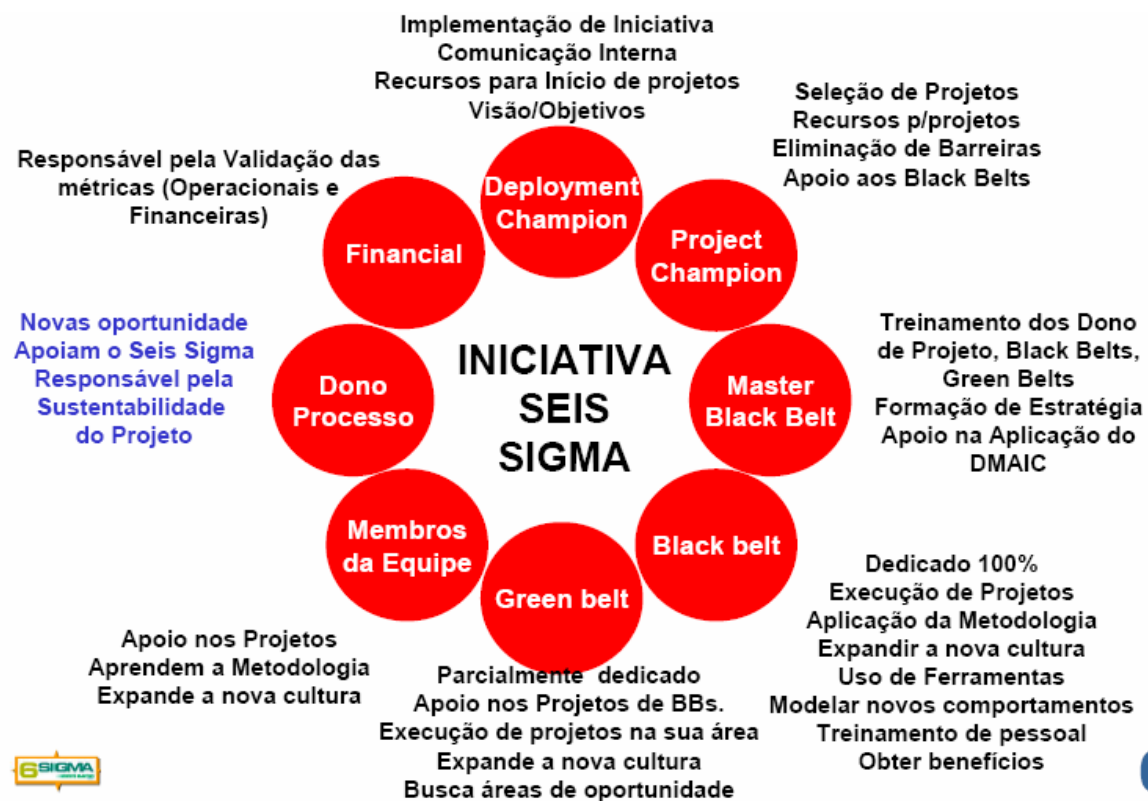 Implementação de Iniciativa
Comunicação Interna
Recursos para Início de projetos
Visão/Objetivos
Deployment
Champion
Seleção de Projetos
Recursos p/projetos
Eliminação de Barreiras
Apoio aos Black Belts
Project
Champion
Treinamento dos Dono
de Projeto, Black Belts,
Green Belts
Formação de Estratégia
Apoio na Aplicação do
DMAIC
Master
Black Belt
Dedicado 100%
Execução de Projetos
Aplicação da Metodologia
Expandir a nova cultura
Uso de Ferramentas
Modelar novos comportamentos
Treinamento de pessoal
Obter benefícios
Black belt
Green belt
Parcialmente dedicado
Apoio nos Projetos de BBs.
Execução de projetos na sua área
Expande a nova cultura
Busca áreas de oportunidade
Membros
da Equipe
Apoio nos Projetos
Aprendem a Metodologia
Expande a nova cultura
Dono
Processo
Novas oportunidade
Apoiam o Seis Sigma
Responsável pela
Sustentabilidade
do Projeto
Financial
Responsável pela Validação das
métricas (Operacionais e
Financeiras)
INICIATIVA
SEIS
SIGMA
6SIGMA